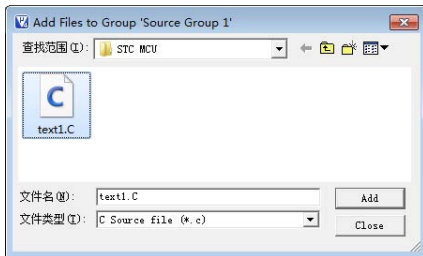 Add Files to Group 'Source Group 1'
查找范围(I): STC MCU
C
text1.C
文件名(N): text1.C Add
文件类型(T): C Source file (*.c) Close